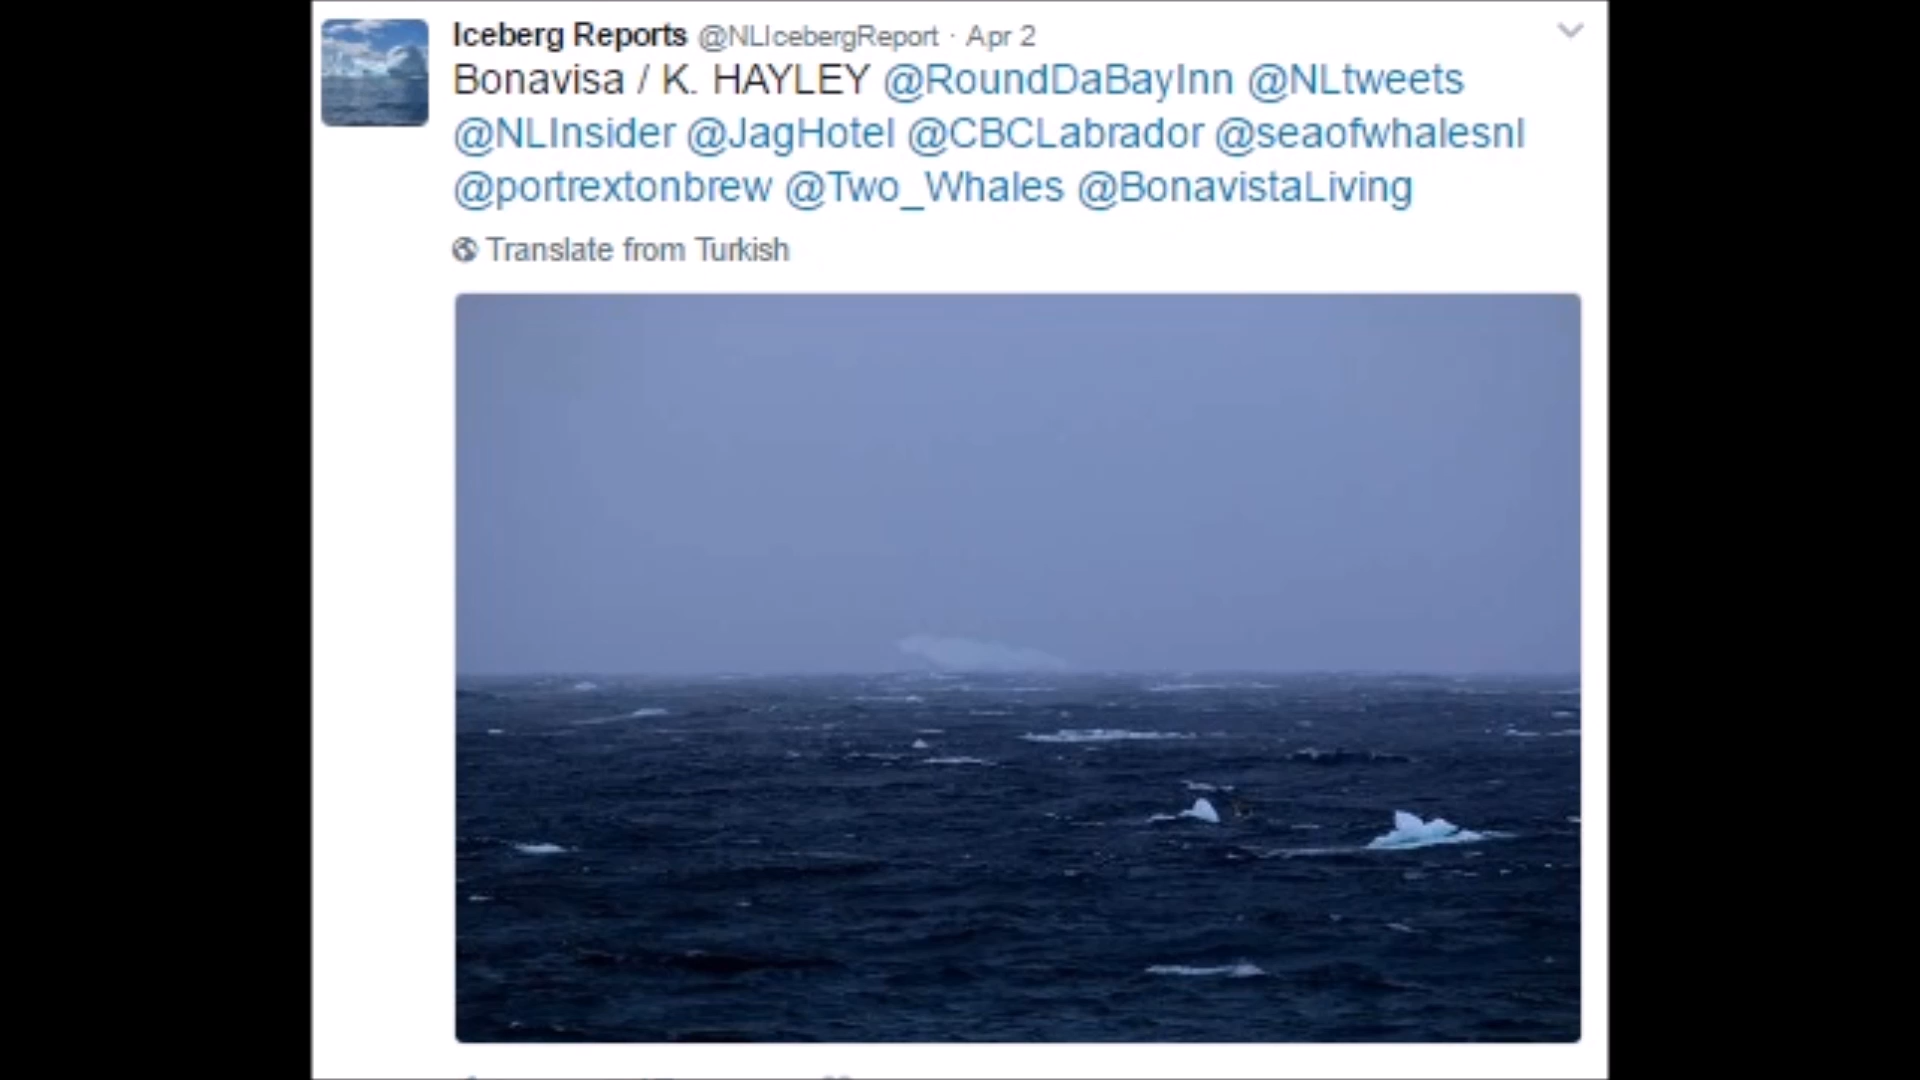 Iceberg Reports @NLIcebergReport · Apr 2
Bonavisa / K. HAYLEY @RoundDaBayInn @NLtweets
@NLInsider @JagHotel @CBCLabrador @seaofwhalesnl
@portrextonbrew @Two_Whales @BonavistaLiving
Translate from Turkish